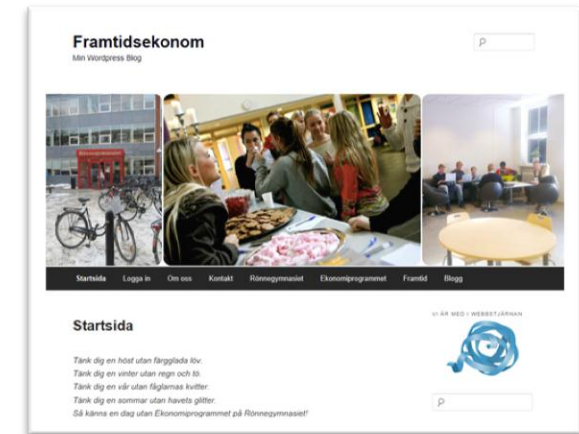 Framtidsekonom
Min Wordpress Blog
Rönnegymnasiet
Startsida Logga in Om oss Kontakt Rönnegymnasiet Ekonomiprogrammet Framtid Blogg
Startsida
VI ÄR MED I WEBBSTJÄRNAN
Tänk dig en höst utan färgglada löv.
Tänk dig en vinter utan regn och tö.
Tänk dig en vår utan fåglarnas kvitter.
Tänk dig en sommar utan havets glitter.
Så känns en dag utan Ekonomiprogrammet på Rönnegymnasiet!